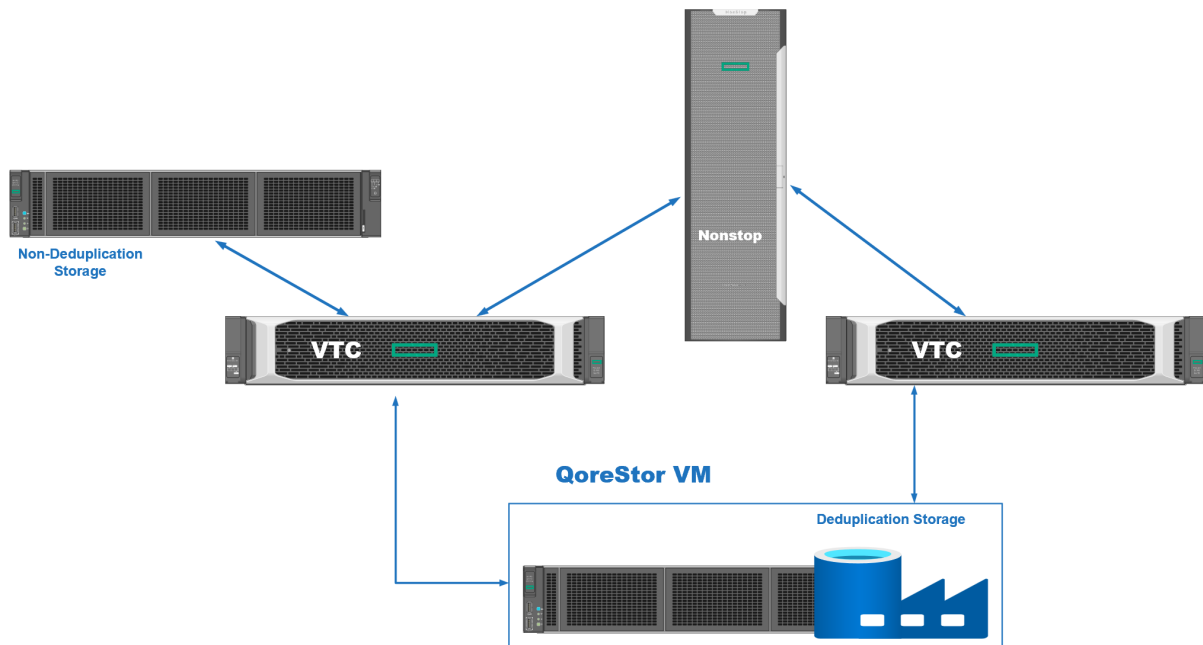 Nonstop
Non-Deduplication
Storage
VTC
VTC
QoreStor VM
Deduplication Storage